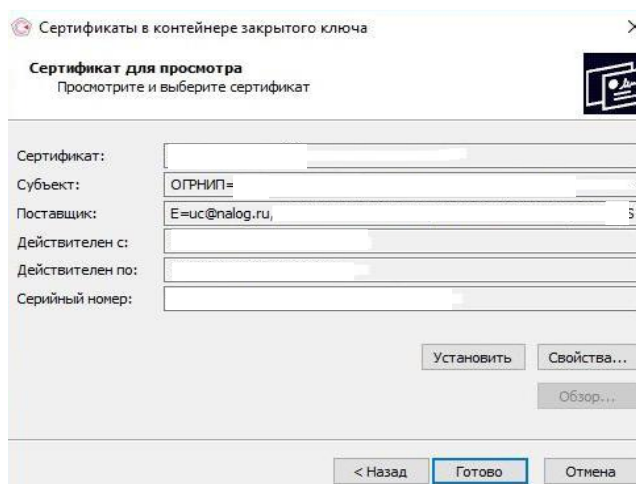 Сертификаты в контейнере закрытого ключа
Сертификат для просмотра
Просмотрите и выберите сертификат
Сертификат:
Субъект: ОГРНИП=
Поставщик: E=uc@nalog.ru, S
Действителен с:
Действителен по:
Серийный номер:
Установить Свойства...
Обзор...
< Назад Готово Отмена